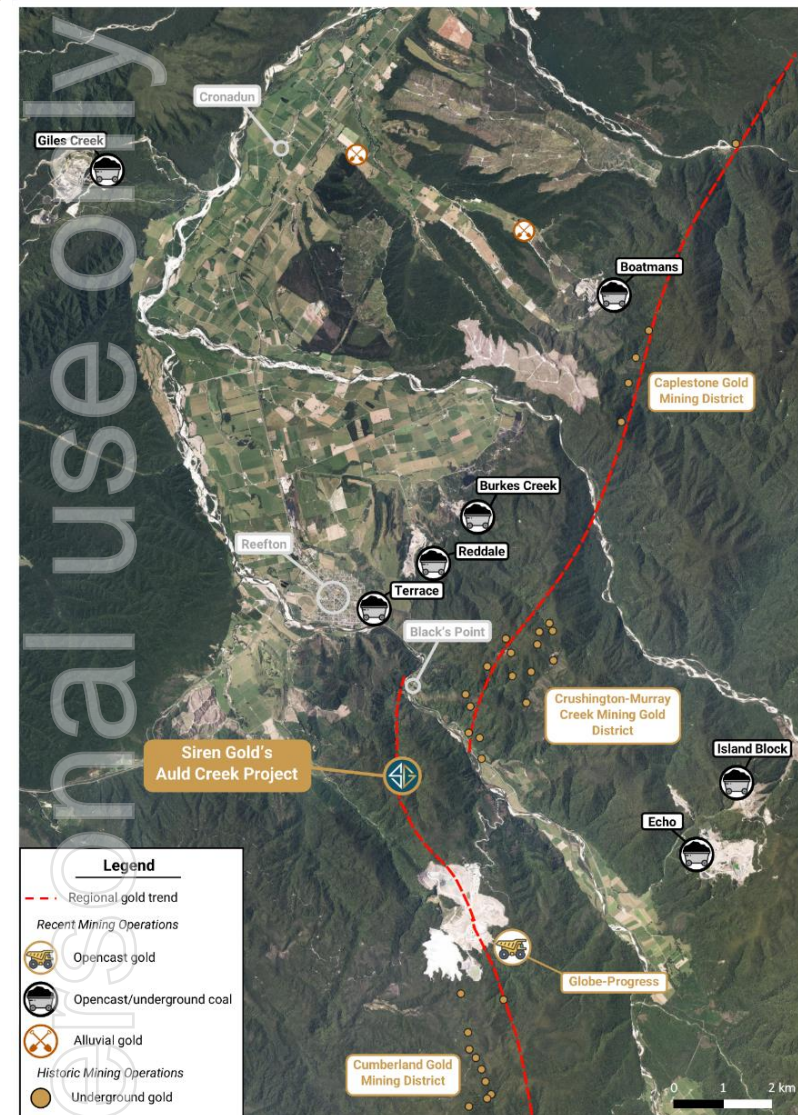 Cronadun
Giles Creek
Boatmans
Caplestone Gold
Mining District
Burkes Creek
Reddale
Reefton
Terrace
Black's Point
Crushington-Murray
Creek Mining Gold
District
Siren Gold's
Auld Creek Project
Island Block
Echo
Globe-Progress
Cumberland Gold
Mining District
Legend
Regional gold trend
Recent Mining Operations
Opencast gold
Opencast/underground coal
Alluvial gold
Historic Mining Operations
Underground gold
0 1 2 km
ersonal use only